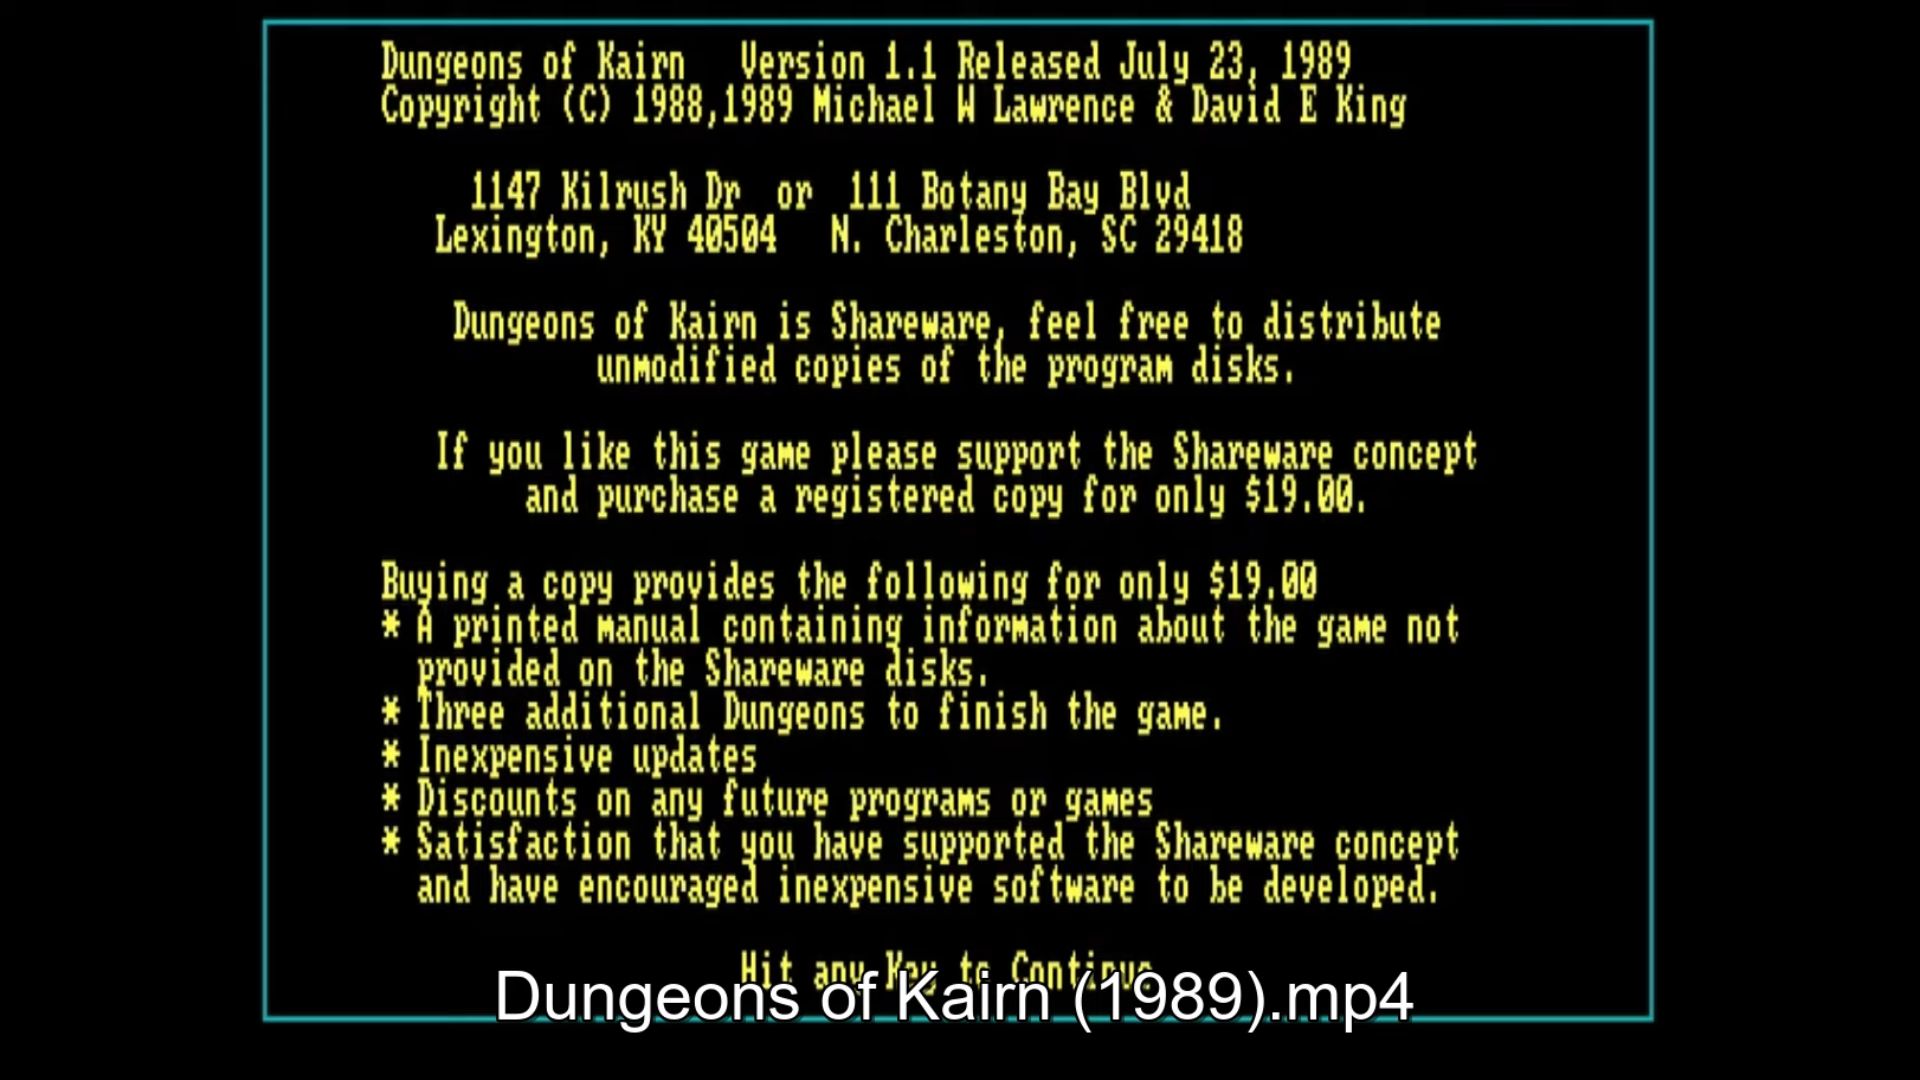 Dungeons of Kairn   Version 1.1 Released July 23, 1989
Copyright (C) 1988,1989 Michael W Lawrence & David E King
1147 Kilrush Dr  or  111 Botany Bay Blvd
Lexington, KY 40504   N. Charleston, SC 29418
Dungeons of Kairn is Shareware, feel free to distribute
unmodified copies of the program disks.
If you like this game please support the Shareware concept
and purchase a registered copy for only $19.00.
Buying a copy provides the following for only $19.00
* A printed manual containing information about the game not
provided on the Shareware disks.
* Three additional Dungeons to finish the game.
* Inexpensive updates
* Discounts on any future programs or games
* Satisfaction that you have supported the Shareware concept
and have encouraged inexpensive software to be developed.
Hit any Key to Continue
Dungeons of Kairn (1989).mp4